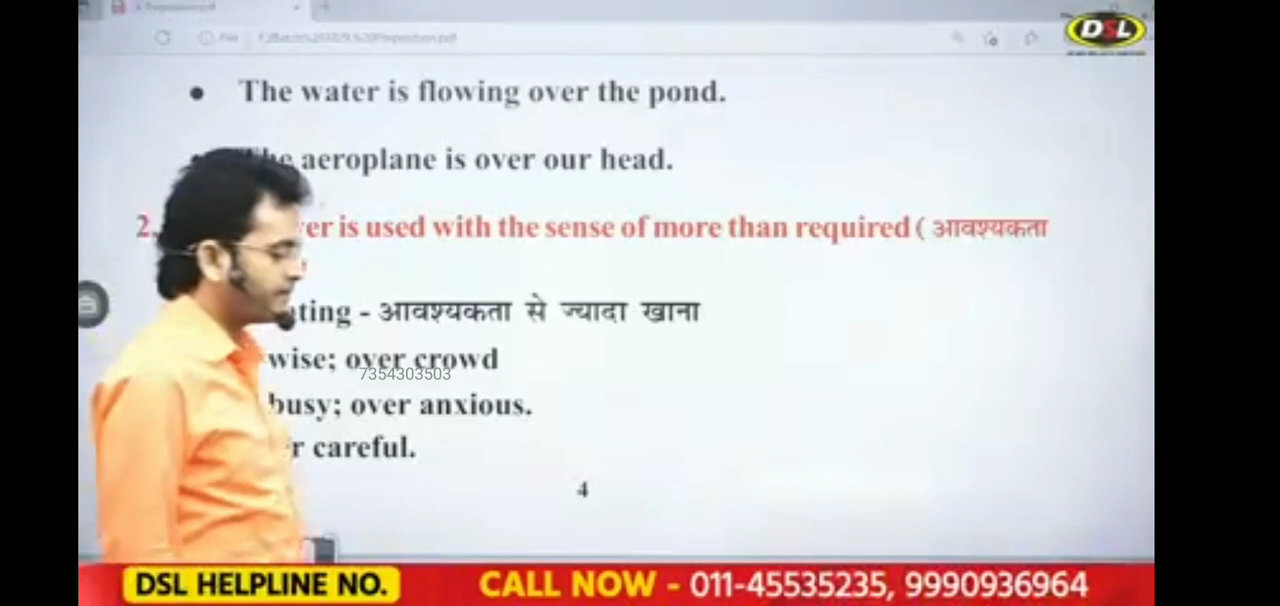 DSL
The water is flowing over the pond.
aeroplane is over our head.
2. er is used with the sense of more than required ( आवश्यकता
ting - आवश्यकता से ज्यादा खाना
wise; over crowd
7354303503
busy; over anxious.
r careful.
4
DSL HELPLINE NO. CALL NOW - 011-45535235, 9990936964